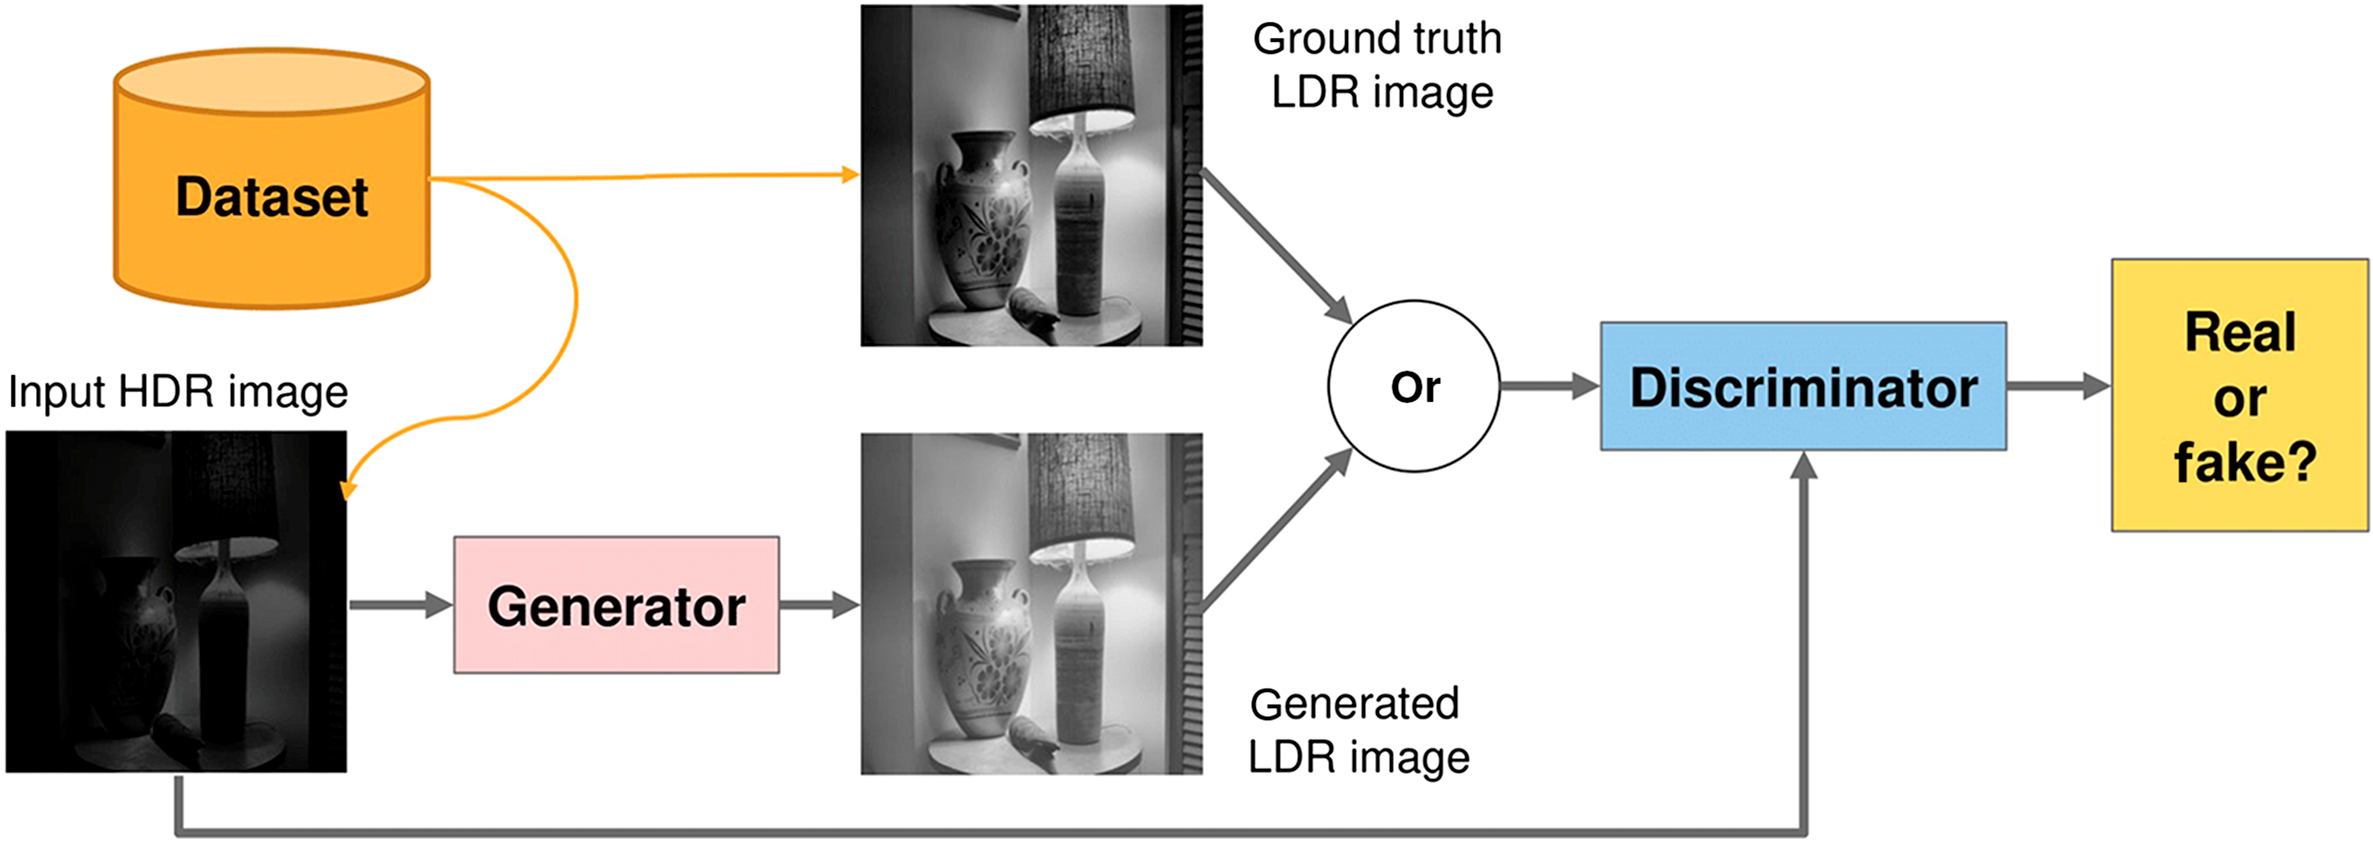 Ground truth
LDR image
Dataset
Input HDR image
Or
Discriminator
Real
or
fake?
Generator
Generated
LDR image